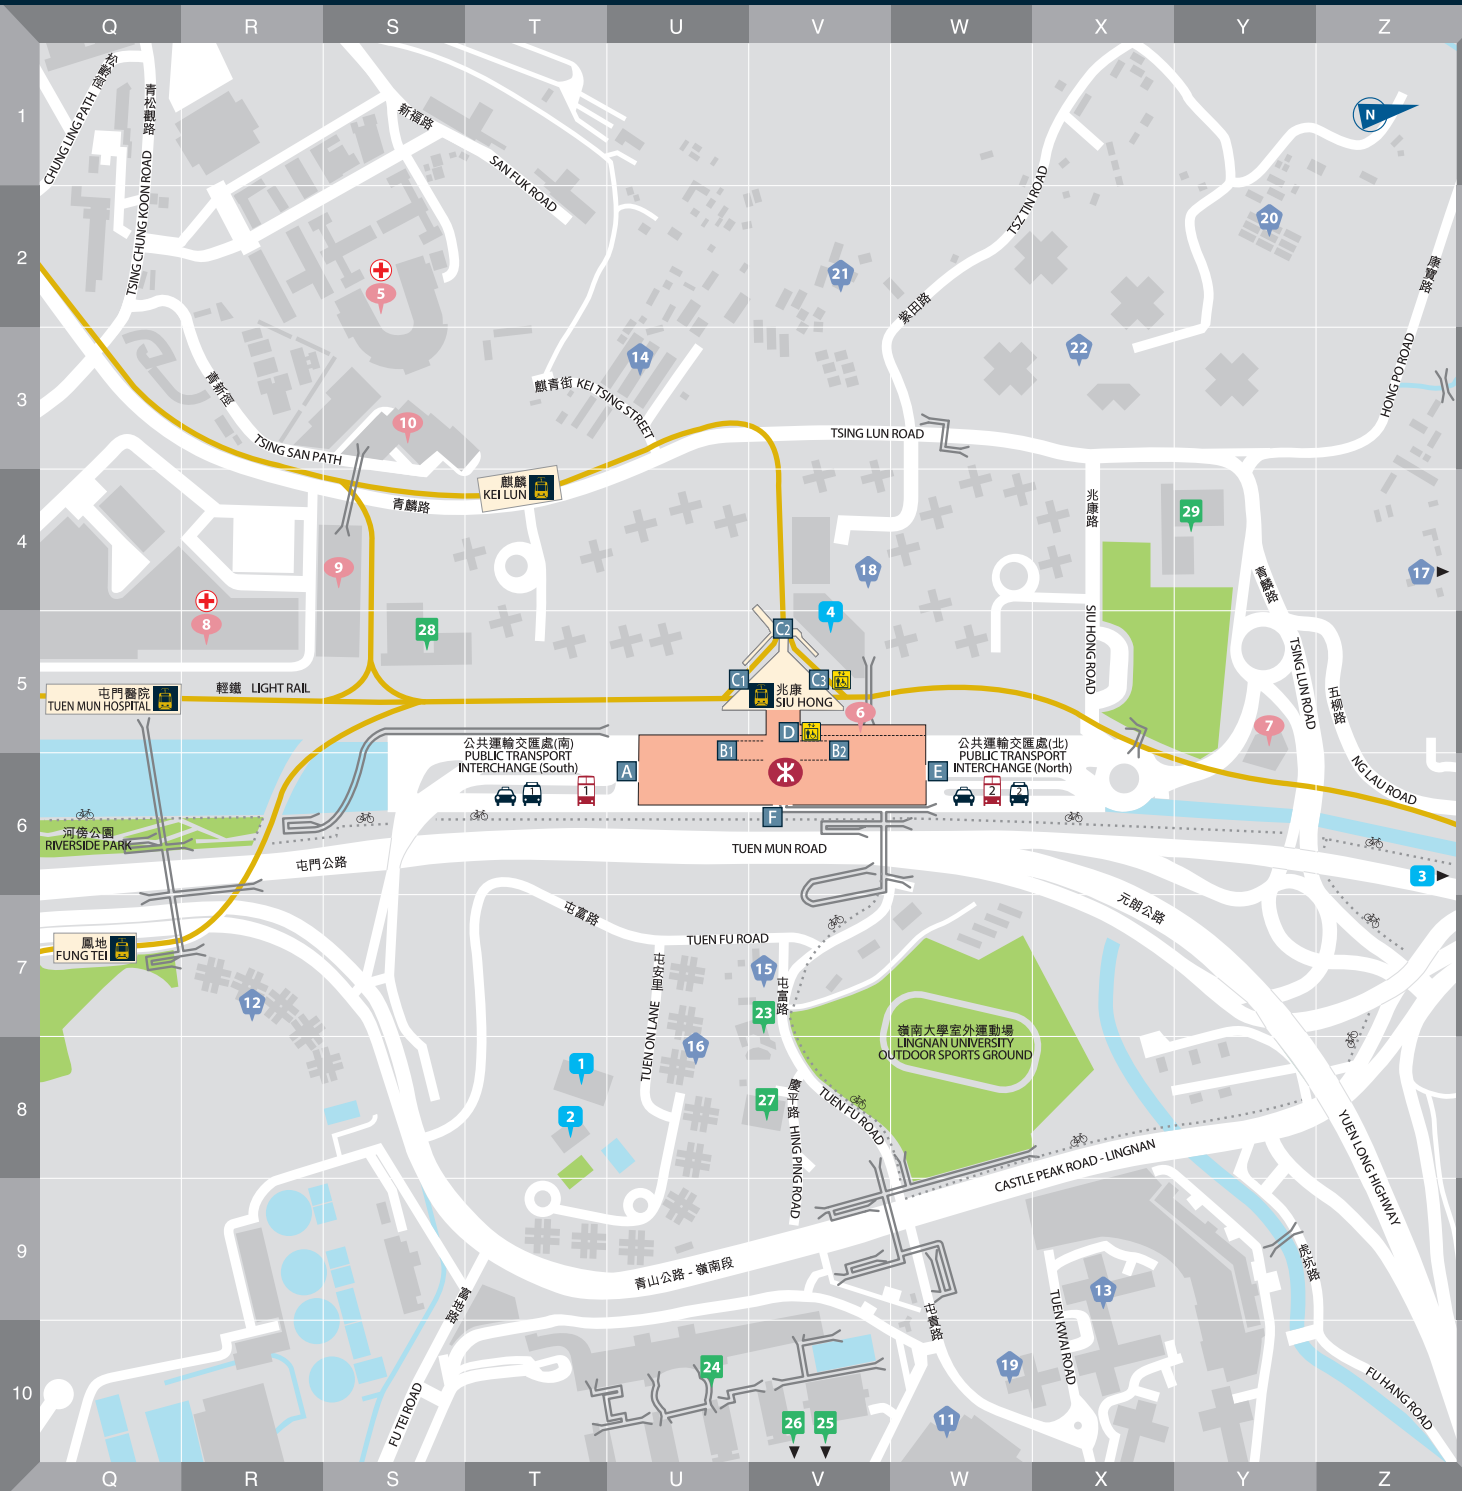 Q R S T U V W X Y Z
1
2
3
4
5
6
7
8
9
10
N
CHUNG LING PATH 松齡徑
青松觀路
TSING CHUNG KOON ROAD
新福路
SAN FUK ROAD
TSZ TIN ROAD
紫田路
20
21
5
康寶路
HONG PO ROAD
22
14
麒青街 KEI TSING STREET
青新徑
TSING SAN PATH
10
TSING LUN ROAD
麒麟
KEI LUN
青麟路
兆康路
SIU HONG ROAD
29
9
18
17
青麟路
TSING LUN ROAD
8
28
4
C2
C1
C3
兆康
SIU HONG
屯門醫院
TUEN MUN HOSPITAL
輕鐵 LIGHT RAIL
6
7
五柳路
NG LAU ROAD
D
B1
B2
A
E
F
公共運輸交匯處(南)
PUBLIC TRANSPORT
INTERCHANGE (South)
1
1
公共運輸交匯處(北)
PUBLIC TRANSPORT
INTERCHANGE (North)
2
2
河傍公園
RIVERSIDE PARK
屯門公路
TUEN MUN ROAD
3
元朗公路
屯富路
TUEN FU ROAD
鳳地
FUNG TEI
屯安里
TUEN ON LANE
15
屯富路
12
23
16
嶺南大學室外運動場
LINGNAN UNIVERSITY
OUTDOOR SPORTS GROUND
1
2
27
慶平路 HING PING ROAD
TUEN FU ROAD
CASTLE PEAK ROAD - LINGNAN
YUEN LONG HIGHWAY
虎坑路
FU HANG ROAD
青山公路 - 嶺南段
富地路
FU TEI ROAD
屯貴路
TUEN KWAI ROAD
13
19
24
11
26
25
Q R S T U V W X Y Z